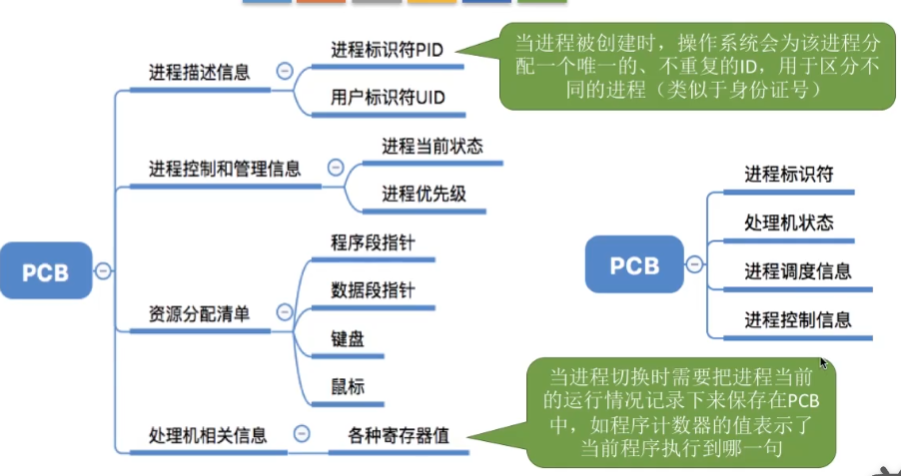 PCB
进程描述信息
进程标识符PID
用户标识符UID
进程控制和管理信息
进程当前状态
进程优先级
资源分配清单
程序段指针
数据段指针
键盘
鼠标
处理机相关信息
各种寄存器值
当进程被创建时，操作系统会为该进程分
配一个唯一的、不重复的ID，用于区分不
同的进程（类似于身份证号）
PCB
进程标识符
处理机状态
进程调度信息
进程控制信息
当进程切换时需要把进程当前
的运行情况记录下来保存在PCB
中，如程序计数器的值表示了
当前程序执行到哪一句